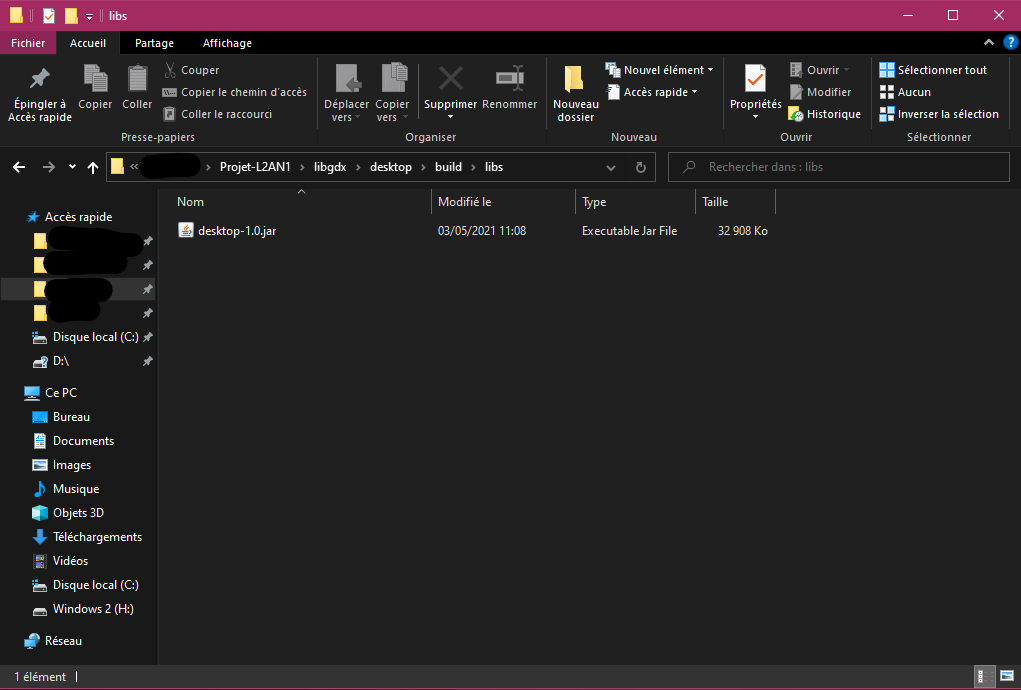 libs
Fichier Accueil Partage Affichage
Épingler à Accès rapide
Copier
Coller
Couper
Copier le chemin d'accès
Coller le raccourci
Presse-papiers
Déplacer vers
Copier vers
Supprimer
Renommer
Organiser
Nouveau dossier
Nouvel élément
Accès rapide
Nouveau
Propriétés
Ouvrir
Modifier
Historique
Ouvrir
Sélectionner tout
Aucun
Inverser la sélection
Sélectionner
« › Projet-L2AN1 › libgdx › desktop › build › libs
Rechercher dans : libs
Nom Modifié le Type Taille
desktop-1.0.jar 03/05/2021 11:08 Executable Jar File 32 908 Ko
Accès rapide
Disque local (C:)
D:\
Ce PC
Bureau
Documents
Images
Musique
Objets 3D
Téléchargements
Vidéos
Disque local (C:)
Windows 2 (H:)
Réseau
1 élément